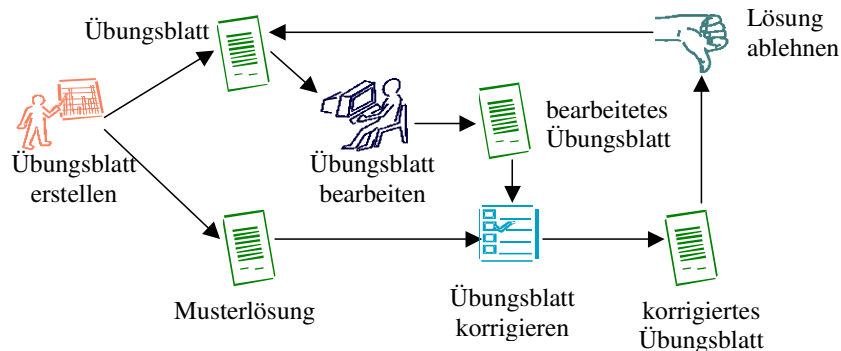 Übungsblatt
Lösung
ablehnen
Übungsblatt
erstellen
Übungsblatt
bearbeiten
bearbeitetes
Übungsblatt
Musterlösung
Übungsblatt
korrigieren
korrigiertes
Übungsblatt